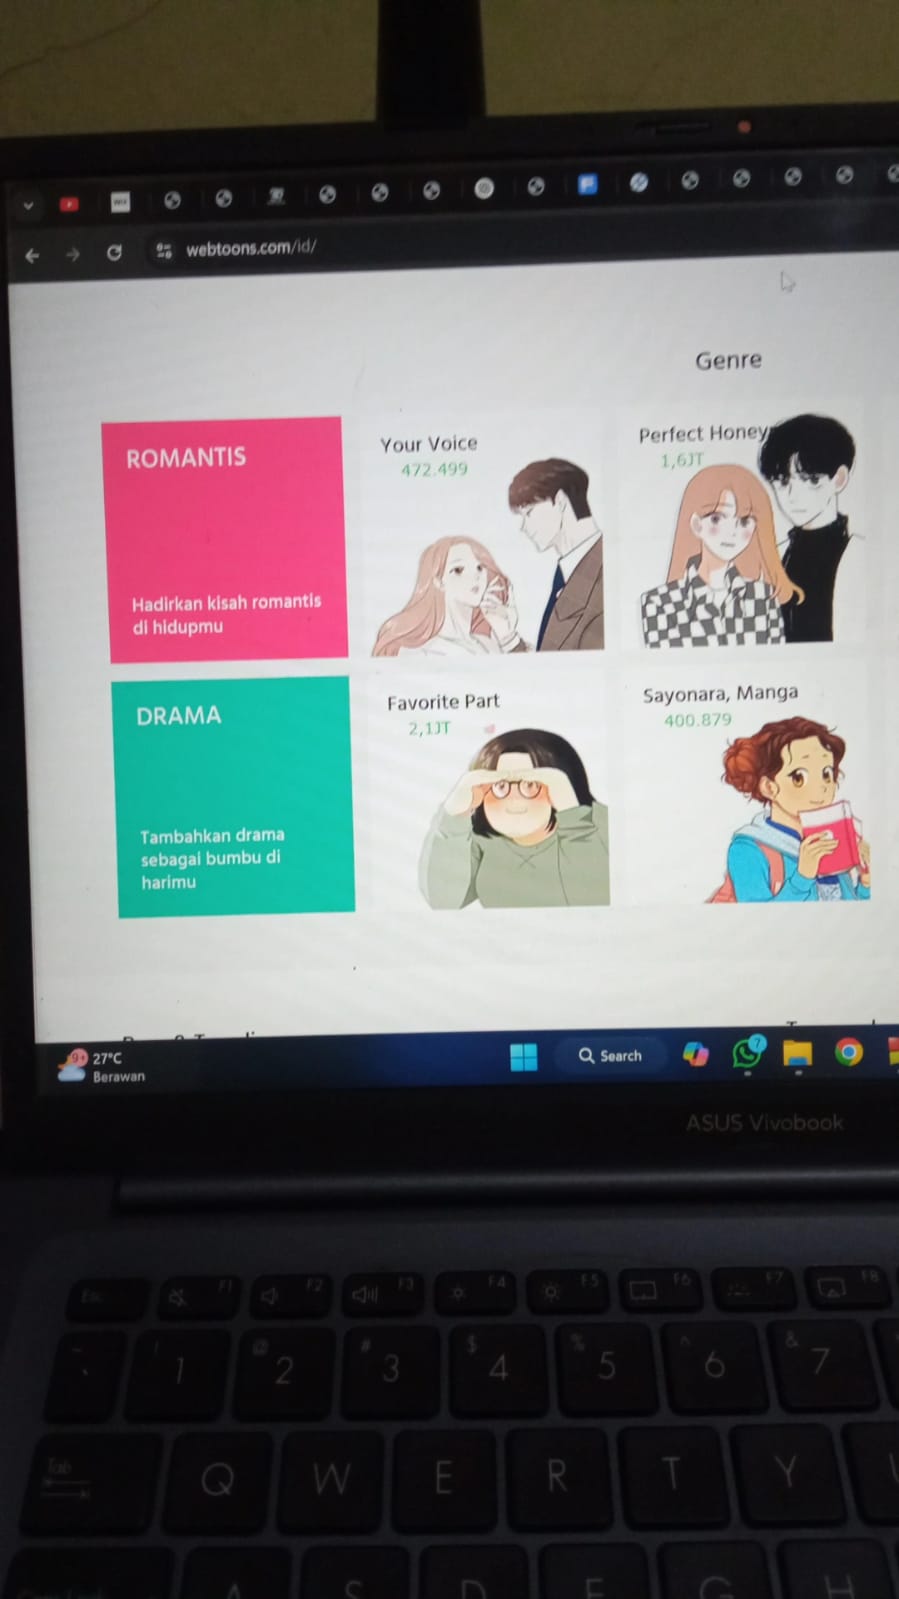 webtoons.com/id/
Genre
ROMANTIS
Hadirkan kisah romantis
di hidupmu
Your Voice
472.499
Perfect Honey
1,6JT
DRAMA
Tambahkan drama
sebagai bumbu di
harimu
Favorite Part
2,1JT
Sayonara, Manga
400.879
9+
27°C
Berawan
Search
7
ASUS Vivobook
Esc
F1
F2
F3
F4
F5
F6
F7
F8
! @ # $ % ^ &
1 2 3 4 5 6 7
Tab
Q W E R T Y